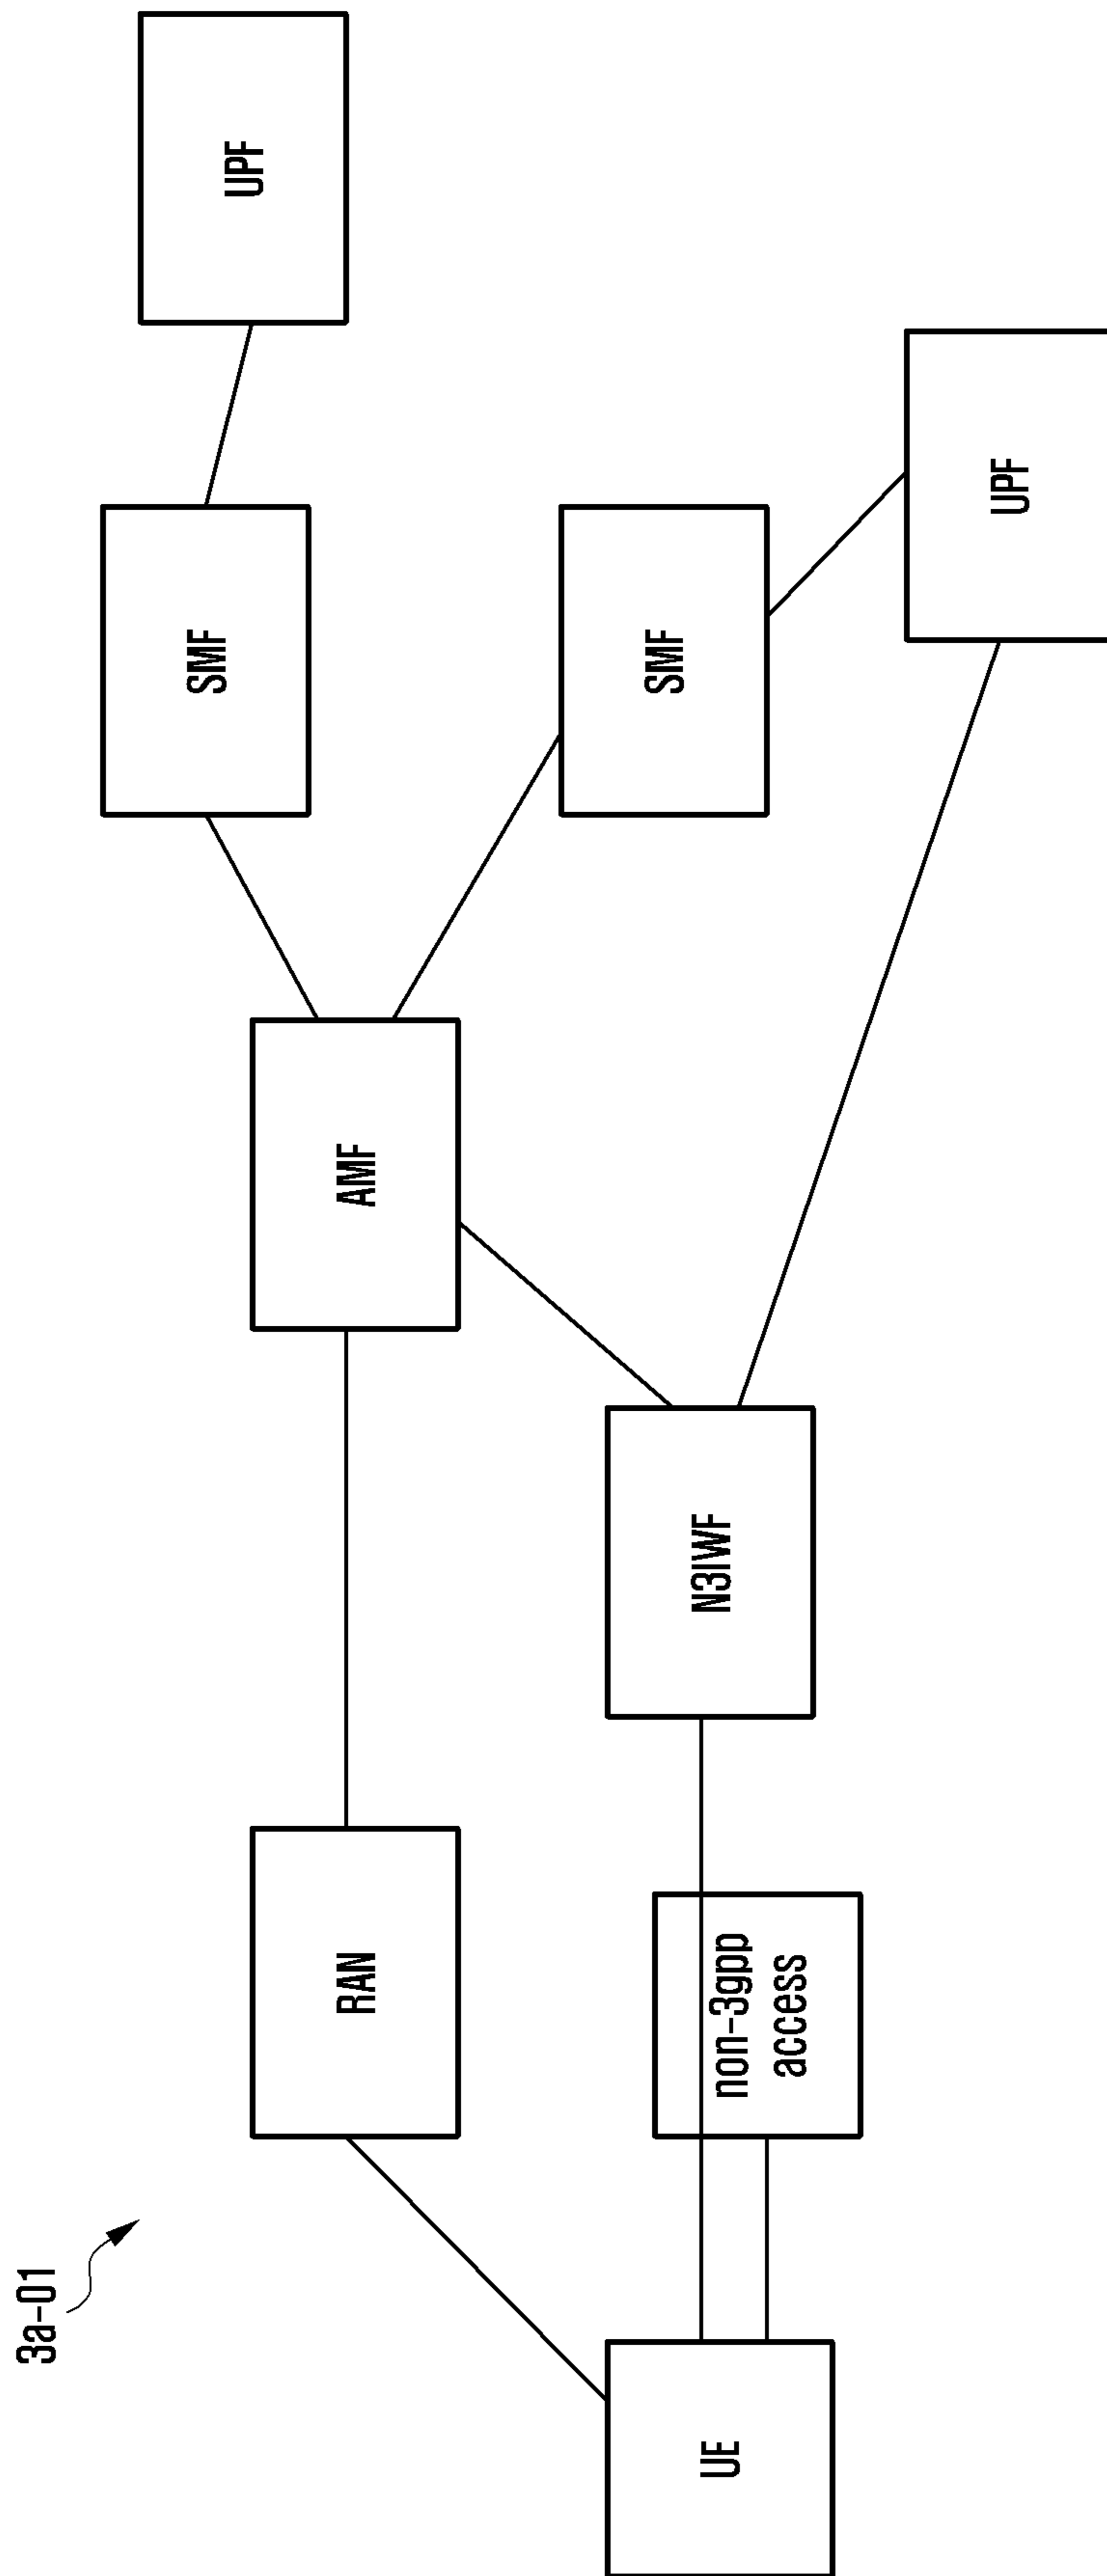 3a-01
UE
RAN
non-3gpp
access
N3IWF
AMF
SMF
SMF
UPF
UPF